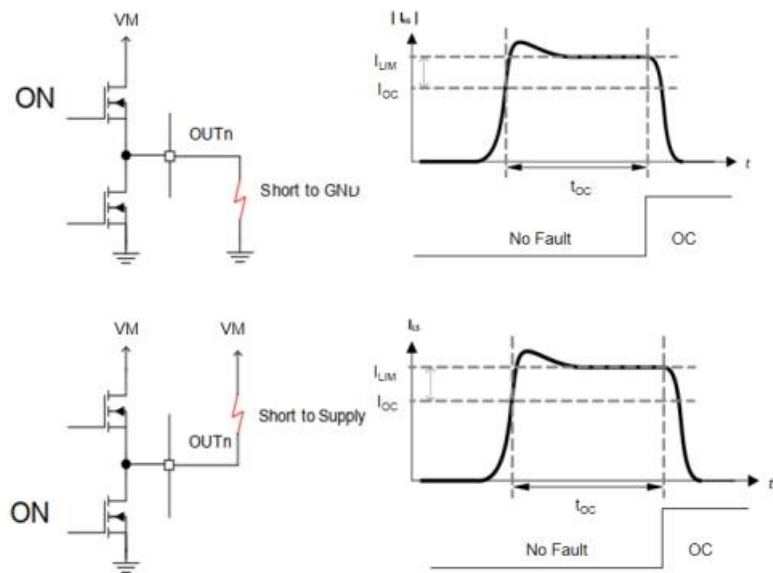 VM
ON
OUTn
Short to GND
I_LIM
I_OC
t
t_OC
No Fault
OC
VM
VM
Short to Supply
OUTn
ON
I_LS
I_LIM
I_OC
t
t_OC
No Fault
OC